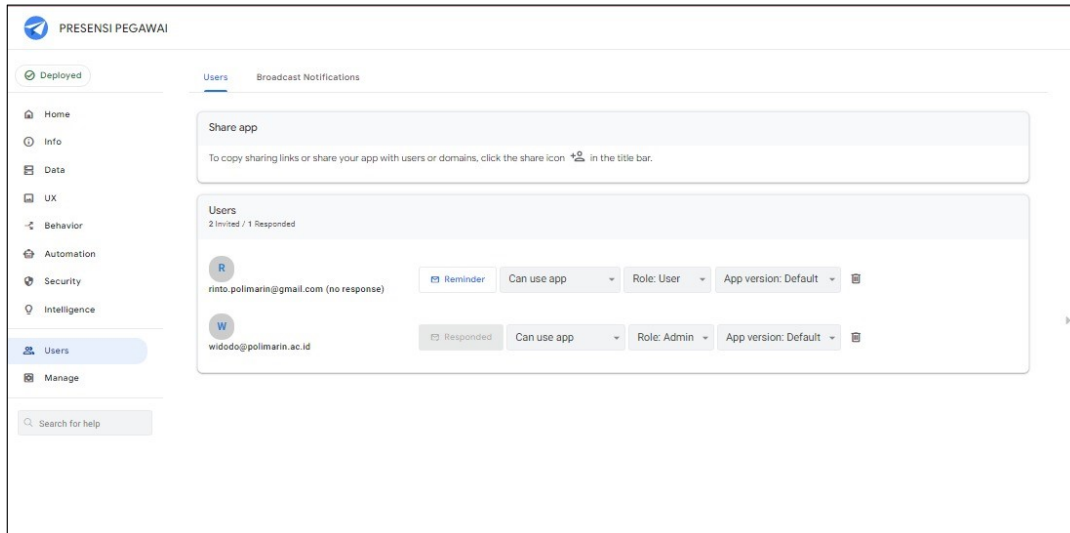 PRESENSI PEGAWAI
Deployed
Users Broadcast Notifications
Home
Info
Data
UX
Behavior
Automation
Security
Intelligence
Users
Manage
Search for help
Share app
To copy sharing links or share your app with users or domains, click the share icon in the title bar.
Users
2 Invited / 1 Responded
R
rinto.polimarin@gmail.com (no response) Reminder Can use app Role: User App version: Default
W
widodo@polimarin.ac.id Responded Can use app Role: Admin App version: Default